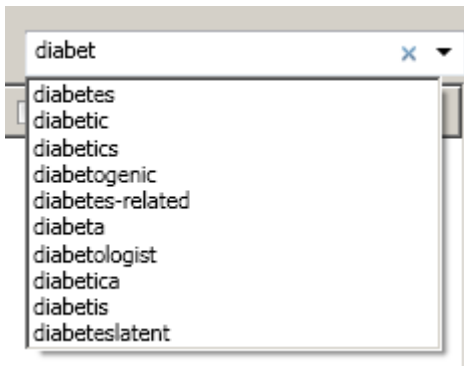 diabet
diabetes
diabetic
diabetics
diabetogenic
diabetes-related
diabeta
diabetologist
diabetica
diabetis
diabeteslatent